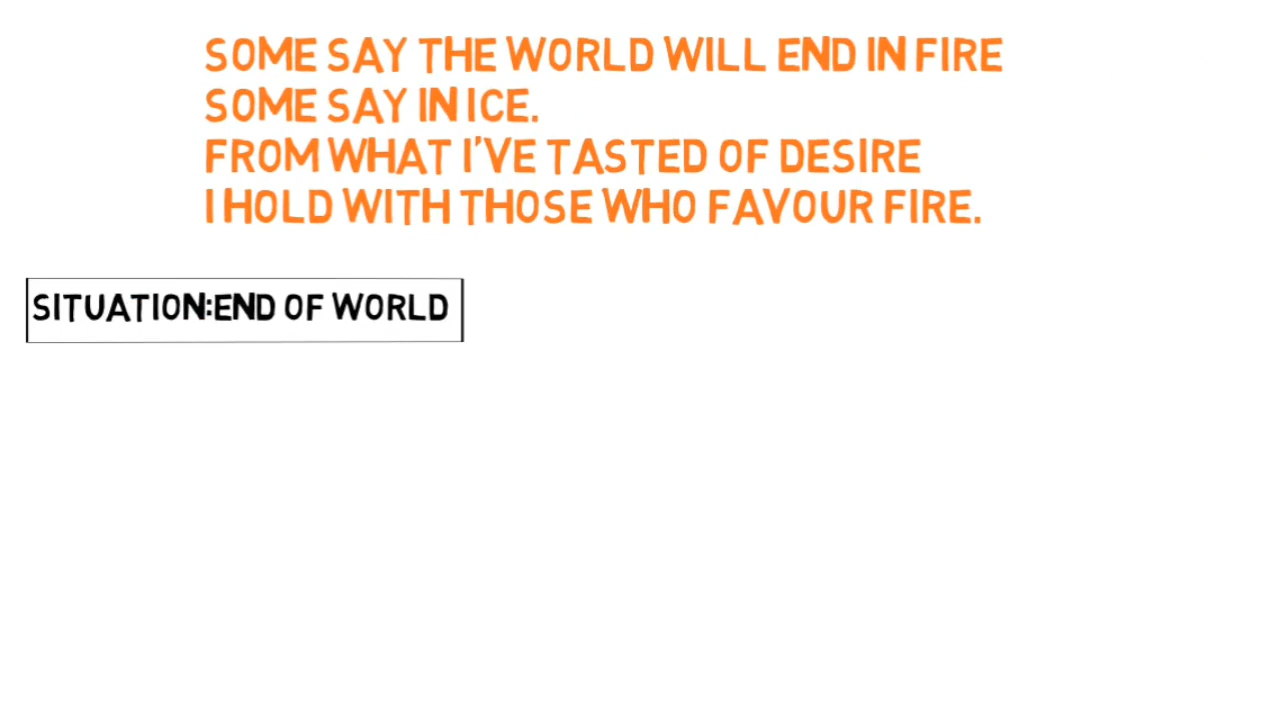 SOME SAY THE WORLD WILL END IN FIRE
SOME SAY IN ICE.
FROM WHAT I'VE TASTED OF DESIRE
I HOLD WITH THOSE WHO FAVOUR FIRE.
SITUATION:END OF WORLD